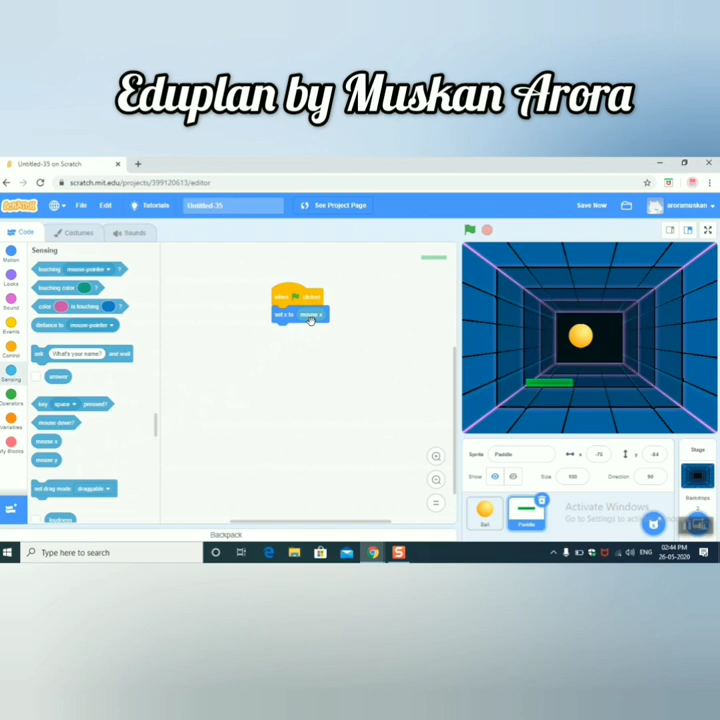 Eduplan by Muskan Arora
Untitled-35 on Scratch
scratch.mit.edu/projects/399120613/editor
SCRATCH File Edit Tutorials Untitled-35 See Project Page Save Now aroramuskan
Code Costumes Sounds
Motion
Looks
Sound
Events
Control
Sensing
Operators
Variables
My Blocks
Sensing
touching mouse-pointer ?
touching color ?
color is touching ?
distance to mouse-pointer
ask What's your name? and wait
answer
key space pressed?
mouse down?
mouse x
mouse y
set drag mode draggable
loudness
when clicked
set x to mouse x
Sprite Paddle x -70 y -84
Show Size 100 Direction 90
Ball
Paddle
Stage
Backdrops
2
Activate Windows
Go to Settings to
Backpack
Type here to search
ENG
02:44 PM
26-05-2020